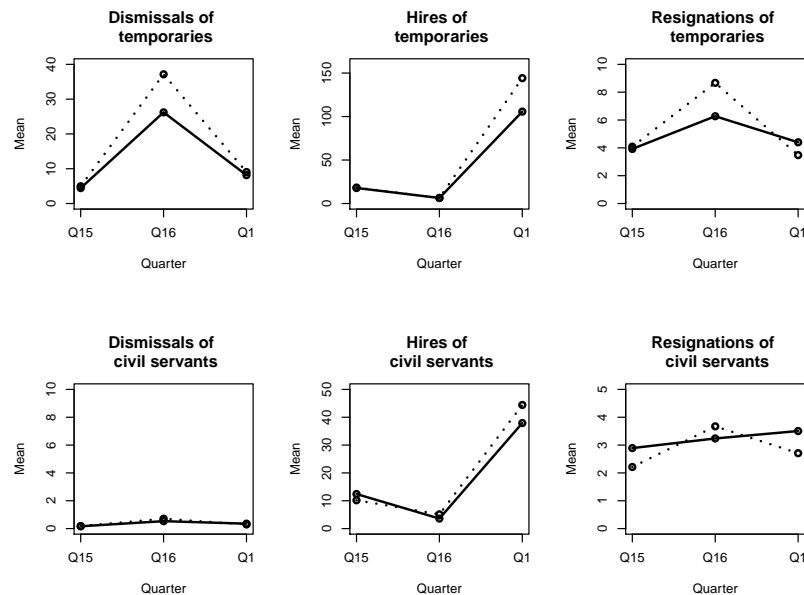 Dismissals of
temporaries
Mean
0 10 20 30 40
Q15 Q16 Q1
Quarter
Hires of
temporaries
Mean
0 50 100 150
Q15 Q16 Q1
Quarter
Resignations of
temporaries
Mean
0 2 4 6 8 10
Q15 Q16 Q1
Quarter
Dismissals of
civil servants
Mean
0 2 4 6 8 10
Q15 Q16 Q1
Quarter
Hires of
civil servants
Mean
0 10 20 30 40 50
Q15 Q16 Q1
Quarter
Resignations of
civil servants
Mean
0 1 2 3 4 5
Q15 Q16 Q1
Quarter